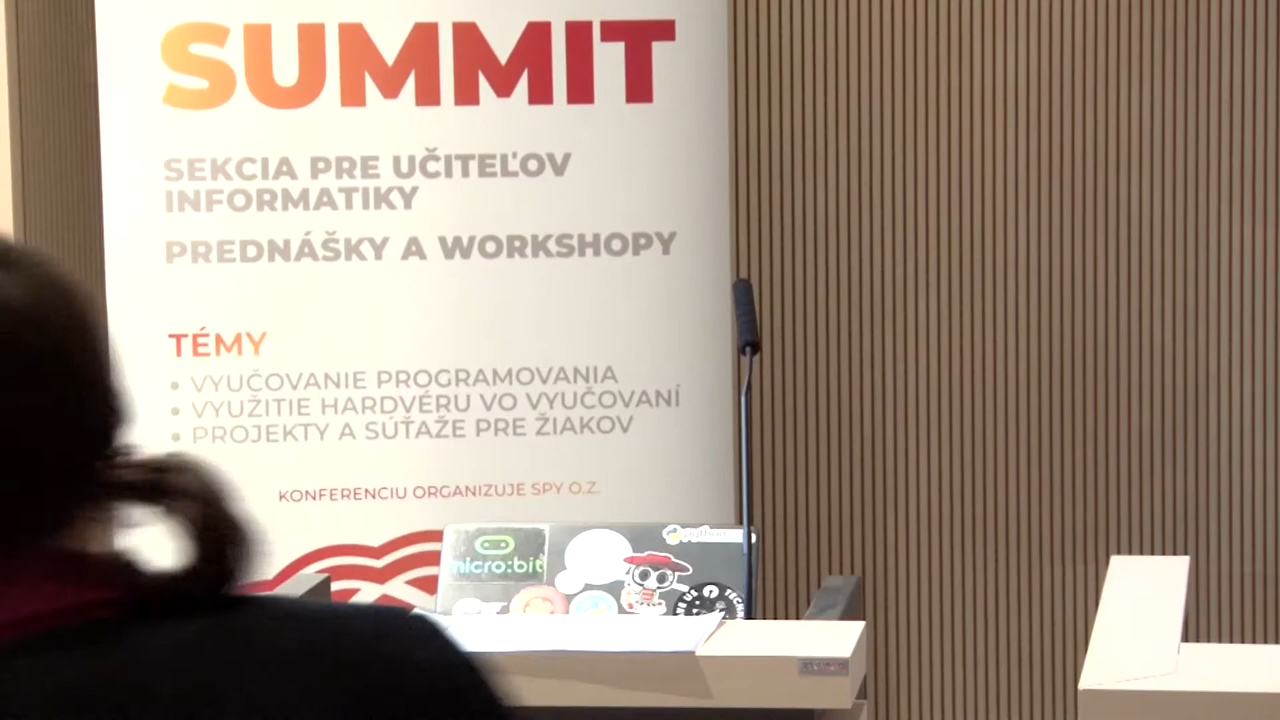 SUMMIT
SEKCIA PRE UČITEĽOV
INFORMATIKY
PREDNÁŠKY A WORKSHOPY
TÉMY
• VYUČOVANIE PROGRAMOVANIA
• VYUŽITIE HARDVÉRU VO VYUČOVANÍ
• PROJEKTY A SÚŤAŽE PRE ŽIAKOV
KONFERENCIU ORGANIZUJE SPY O.Z.
python
micro:bit